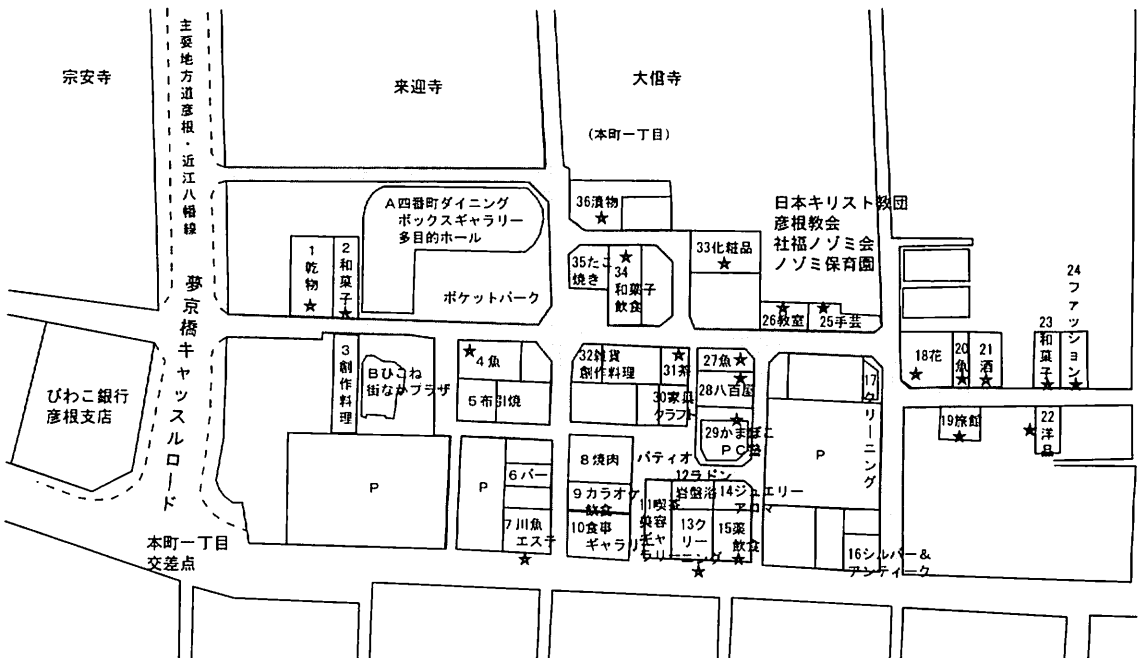 主要地方道彦根・近江八幡線
宗安寺
来迎寺
大信寺
(本町一丁目)
A四番町ダイニング
ボックスギャラリー
多目的ホール
36漬物
★
日本キリスト教団
彦根教会
社福ノゾミ会
ノゾミ保育園
1乾物
★
2和菓子
★
ポケットパーク
35たこ
焼き
★
34
和菓子
飲食
33化粧品
★
★
26教室
★
25手芸
24ファッション
★
23和菓子
★
夢京橋キャッスルロード
びわこ銀行
彦根支店
3創作料理
Bひこね
街なかプラザ
★
4魚
5布引焼
32雑貨
創作料理
★
31茶
30家具
クラフト
27魚★
★
28八百屋
★
29かまぼこ
PC塾
17クリーニング
18花
★
20魚
★
21酒
★
19旅館
★
★
22洋品
P
P
P
6バー
7川魚
エステ
★
8焼肉
9カラオケ
飲食
10食事
ギャラリー
パティオ
11喫茶
美容ギャ
ラリー
12ラドン
岩盤浴
13ク
リー
ニング
★
14ジュエリー
アロマ
15薬
飲食
★
16シルバー&
アンティーク
本町一丁目
交差点